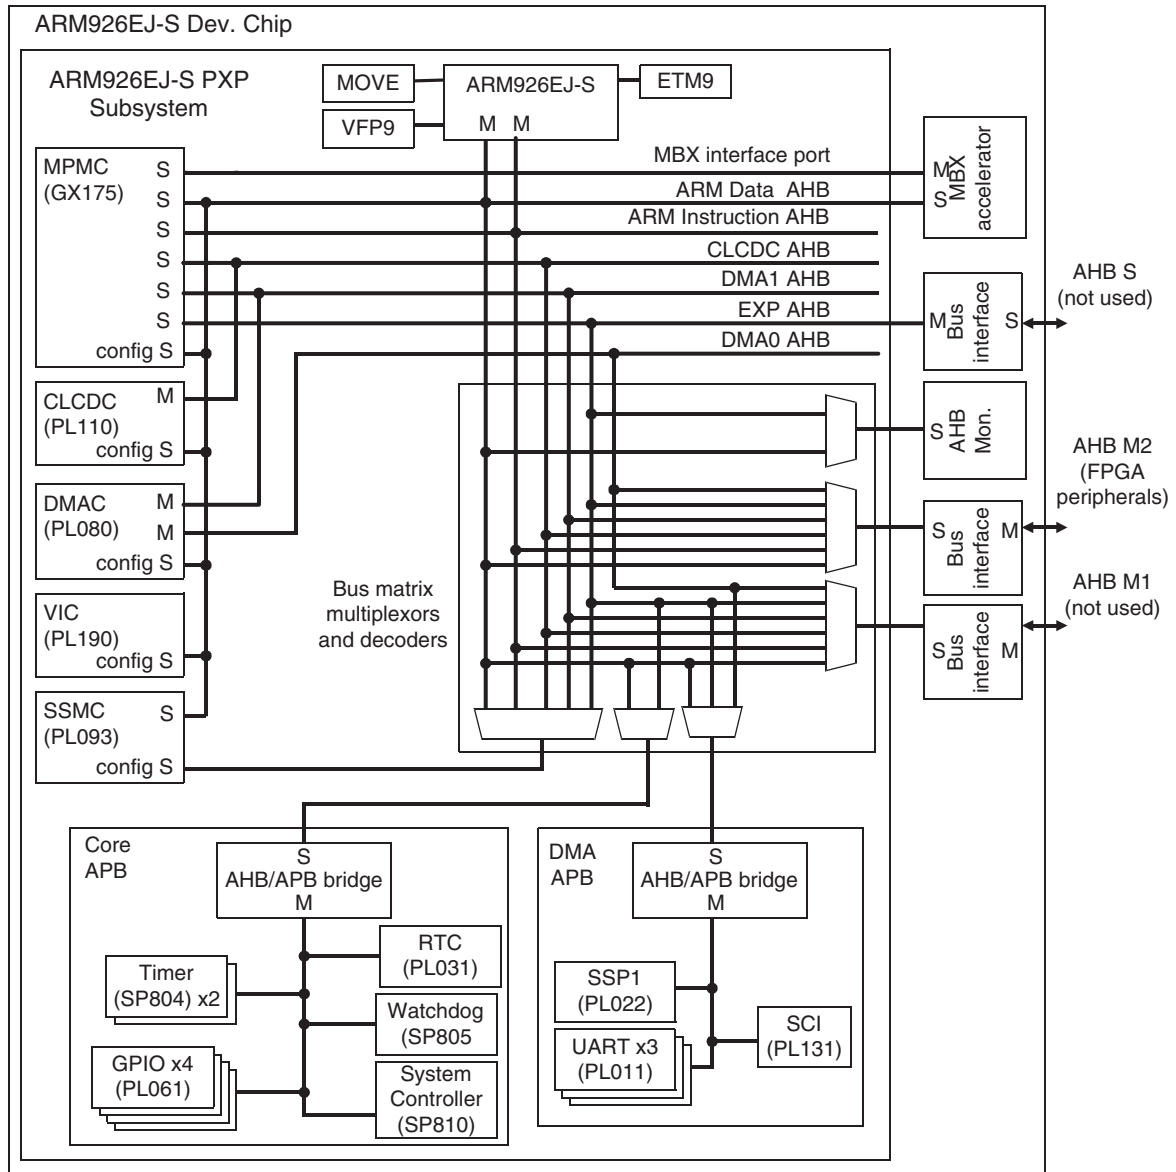 ARM926EJ-S Dev. Chip
ARM926EJ-S PXP
Subsystem
MOVE
VFP9
ARM926EJ-S
M M
ETM9
MPMC
(GX175)
S
S
S
S
S
S
config S
MBX interface port
ARM Data AHB
ARM Instruction AHB
CLCDC AHB
DMA1 AHB
EXP AHB
DMA0 AHB
M
S
MBX
accelerator
M
Bus
interface
S
AHB S
(not used)
S
AHB
Mon.
AHB M2
(FPGA
peripherals)
S
Bus
interface
M
AHB M1
(not used)
S
Bus
interface
M
CLCDC
(PL110)
M
config S
DMAC
(PL080)
M
M
config S
VIC
(PL190)
config S
SSMC
(PL093)
S
config S
Bus matrix
multiplexors
and decoders
Core
APB
S
AHB/APB bridge
M
RTC
(PL031)
Timer
(SP804) x2
Watchdog
(SP805
GPIO x4
(PL061)
System
Controller
(SP810)
DMA
APB
S
AHB/APB bridge
M
SSP1
(PL022)
UART x3
(PL011)
SCI
(PL131)